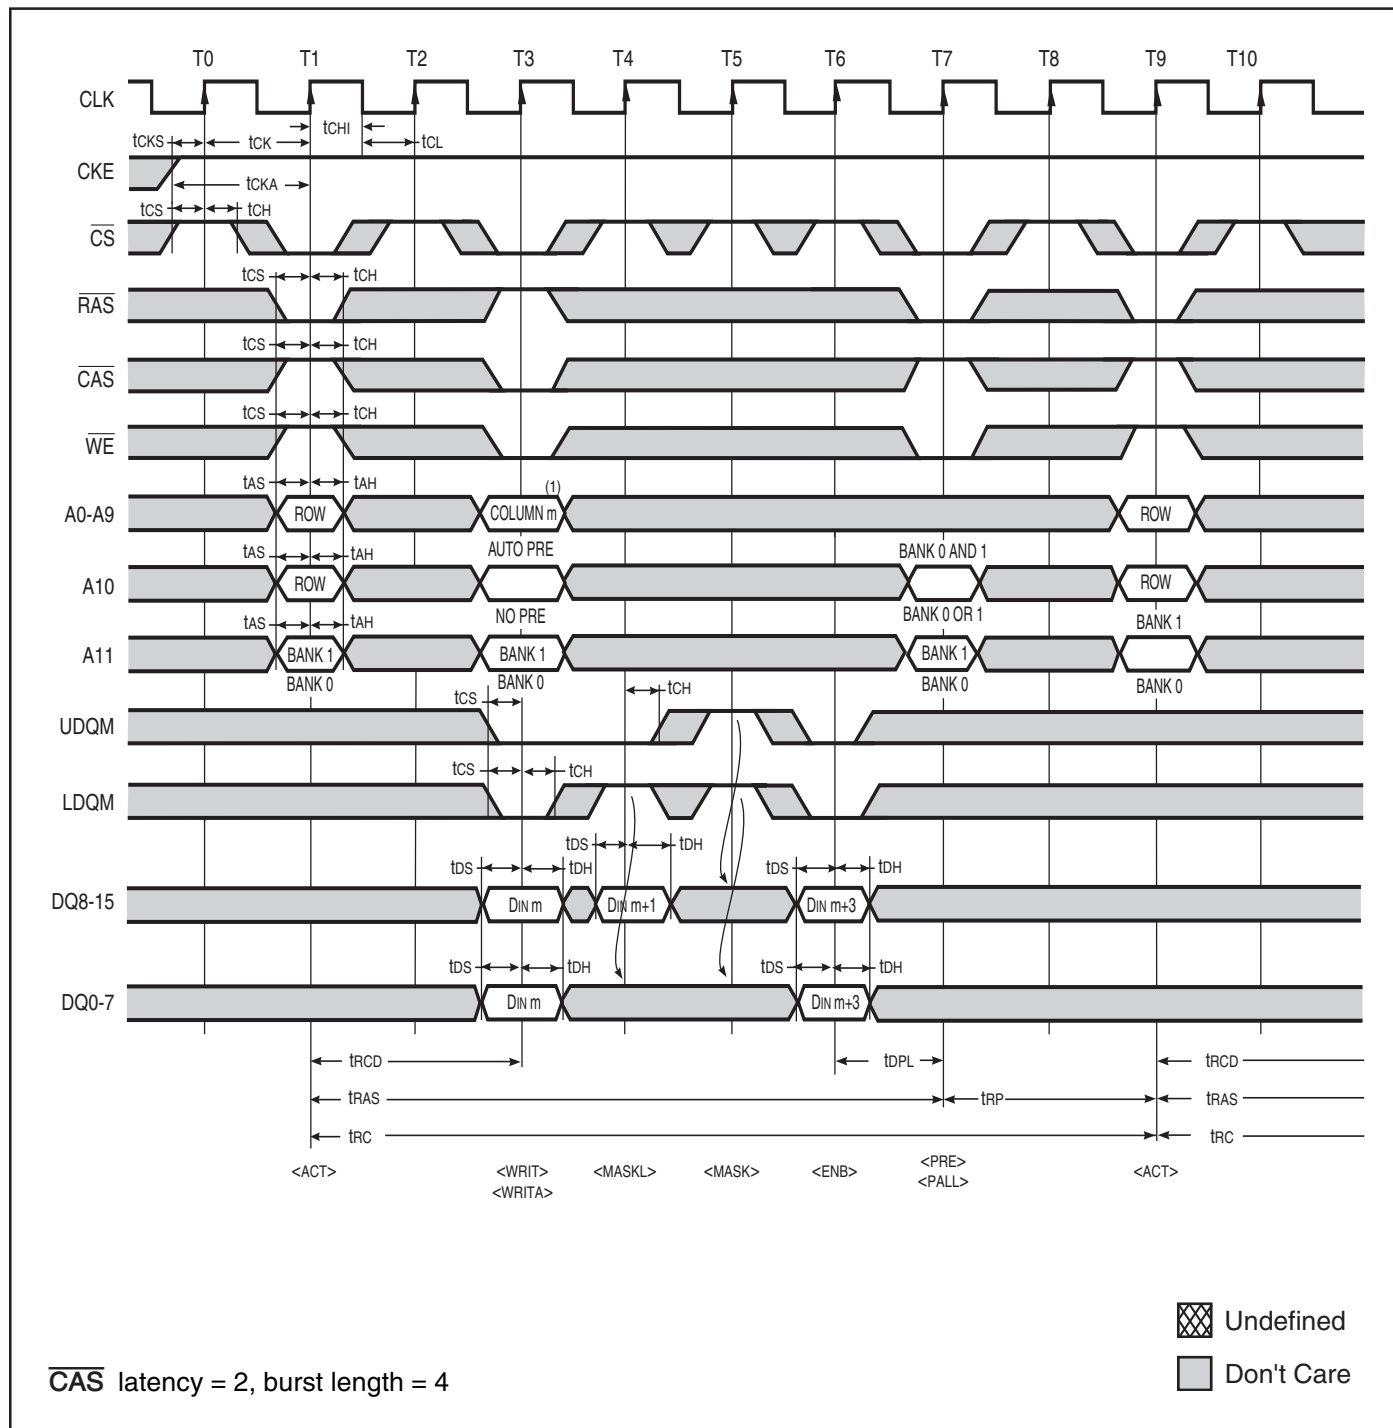 T0 T1 T2 T3 T4 T5 T6 T7 T8 T9 T10
CLK
tCHI
tCKS tCK tCL
CKE
tCKA
tCS tCH
CS
tCS tCH
RAS
tCS tCH
CAS
tCS tCH
WE
tAS tAH (1)
A0-A9 ROW COLUMN m ROW
tAS tAH AUTO PRE BANK 0 AND 1
A10 ROW ROW
tAS tAH NO PRE BANK 0 OR 1 BANK 1
A11 BANK 1 BANK 1 BANK 1
BANK 0 BANK 0 BANK 0 BANK 0
tCS tCH
UDQM
tCS tCH
LDQM
tDS tDH
tDS tDH tDS tDH
DQ8-15 DIN m DIN m+1 DIN m+3
tDS tDH tDS tDH
DQ0-7 DIN m DIN m+3
tRCD tDPL tRCD
tRAS tRP tRAS
tRC tRC
<ACT> <WRIT> <MASKL> <MASK> <ENB> <PRE> <ACT>
<WRITA> <PALL>
Undefined
Don't Care
CAS latency = 2, burst length = 4